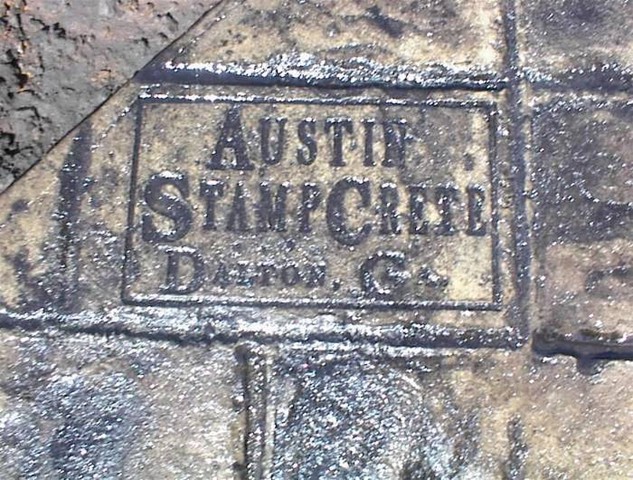 AUSTIN
STAMPCRETE
DALTON, GA.